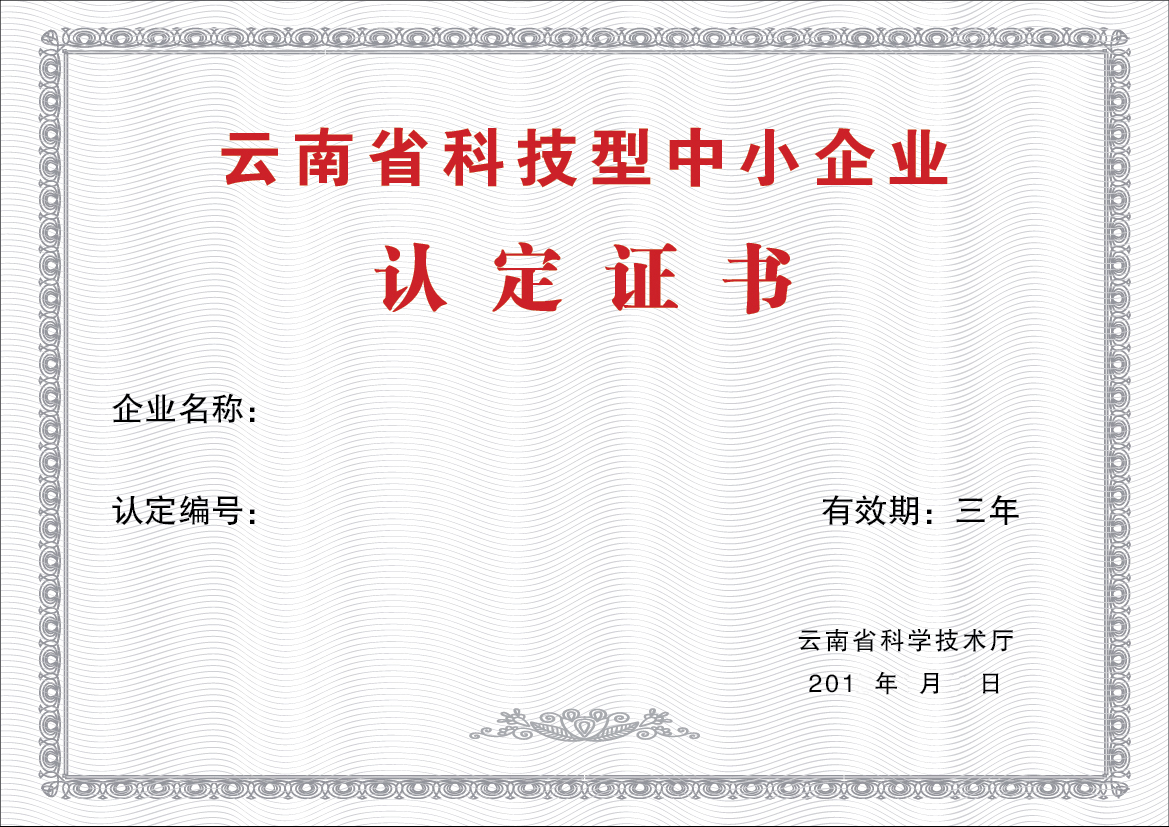 云南省科技型中小企业
认定证书
企业名称：
认定编号：
有效期：三年
云南省科学技术厅
201 年 月 日